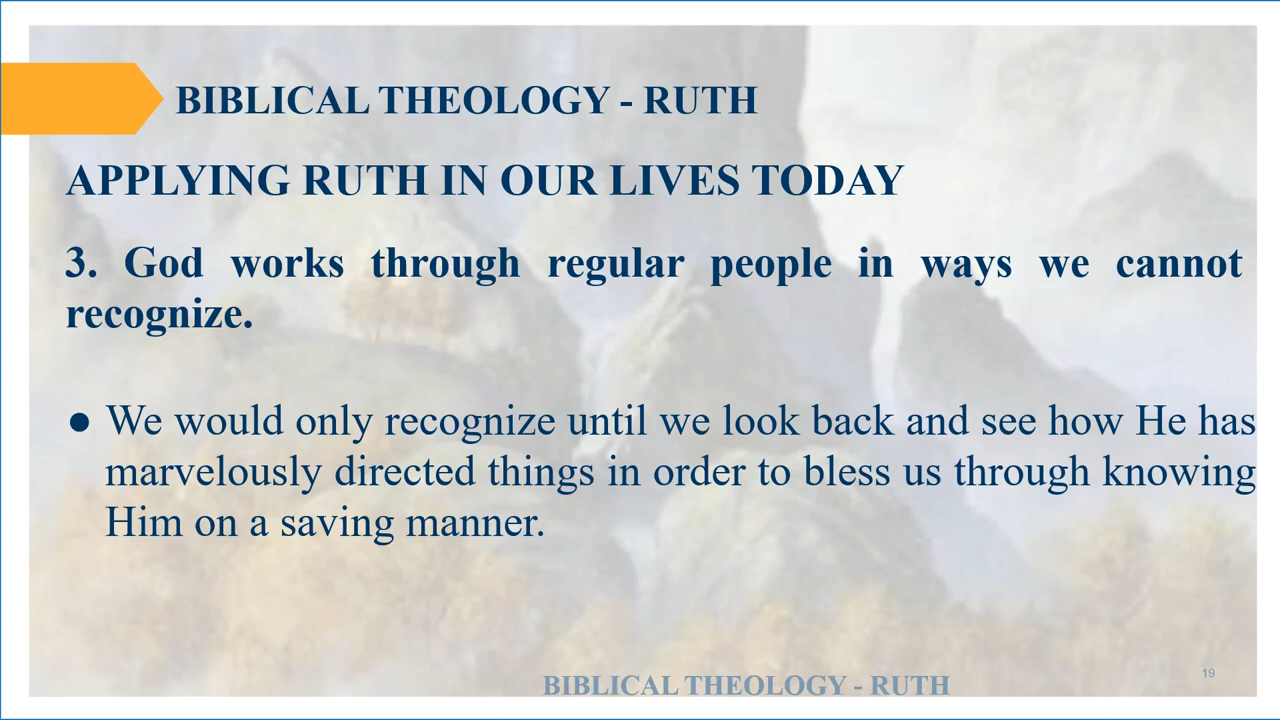 BIBLICAL THEOLOGY - RUTH
APPLYING RUTH IN OUR LIVES TODAY
3. God works through regular people in ways we cannot
recognize.
● We would only recognize until we look back and see how He has
marvelously directed things in order to bless us through knowing
Him on a saving manner.
19
BIBLICAL THEOLOGY - RUTH